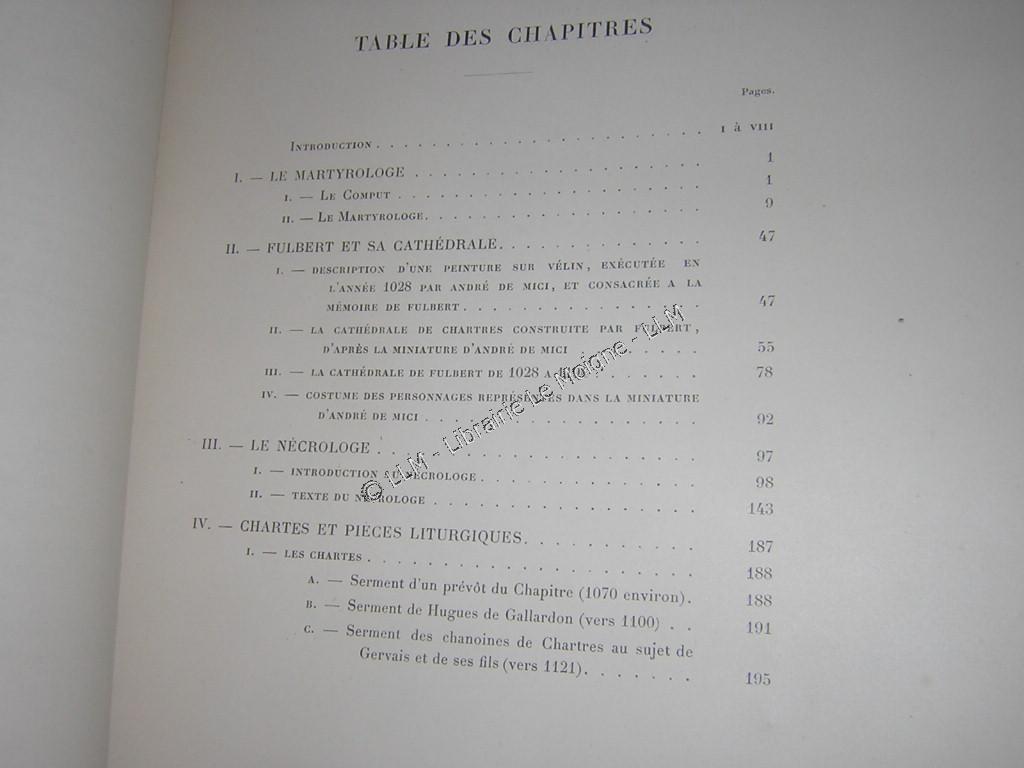 TABLE DES CHAPITRES
Pages.
INTRODUCTION . . . . . . . . . . . . . . . . . . . . . . . I à VIII
I. — LE MARTYROLOGE . . . . . . . . . . . . . . . . . . . . 1
I. — LE COMPUT . . . . . . . . . . . . . . . . . . . . . . 1
II. — LE MARTYROLOGE. . . . . . . . . . . . . . . . . . . . 9
II. — FULBERT ET SA CATHÉDRALE. . . . . . . . . . . . . . . 47
I. — DESCRIPTION D'UNE PEINTURE SUR VÉLIN, EXÉCUTÉE EN
L'ANNÉE 1028 PAR ANDRÉ DE MICI, ET CONSACRÉE A LA
MÉMOIRE DE FULBERT . . . . . . . . . . . . . . . . . 47
II. — LA CATHÉDRALE DE CHARTRES CONSTRUITE PAR FULBERT,
D'APRÈS LA MINIATURE D'ANDRÉ DE MICI . . . . . . . . 55
III. — LA CATHÉDRALE DE FULBERT DE 1028 A . . . . . . . 78
IV. — COSTUME DES PERSONNAGES REPRÉSENTÉS DANS LA MINIATURE
D'ANDRÉ DE MICI . . . . . . . . . . . . . . . . . . 92
III. — LE NÉCROLOGE . . . . . . . . . . . . . . . . . . . . 97
I. — INTRODUCTION AU NÉCROLOGE . . . . . . . . . . . . . . 98
II. — TEXTE DU NÉCROLOGE . . . . . . . . . . . . . . . . . 143
IV. — CHARTES ET PIÈCES LITURGIQUES. . . . . . . . . . . . 187
I. — LES CHARTES . . . . . . . . . . . . . . . . . . . . . 188
A. — Serment d'un prévôt du Chapitre (1070 environ). 188
B. — Serment de Hugues de Gallardon (vers 1100) . . 191
C. — Serment des chanoines de Chartres au sujet de
Gervais et de ses fils (vers 1121). . . . . . . 195
© LLM - Librairie Le Moigne - LLM